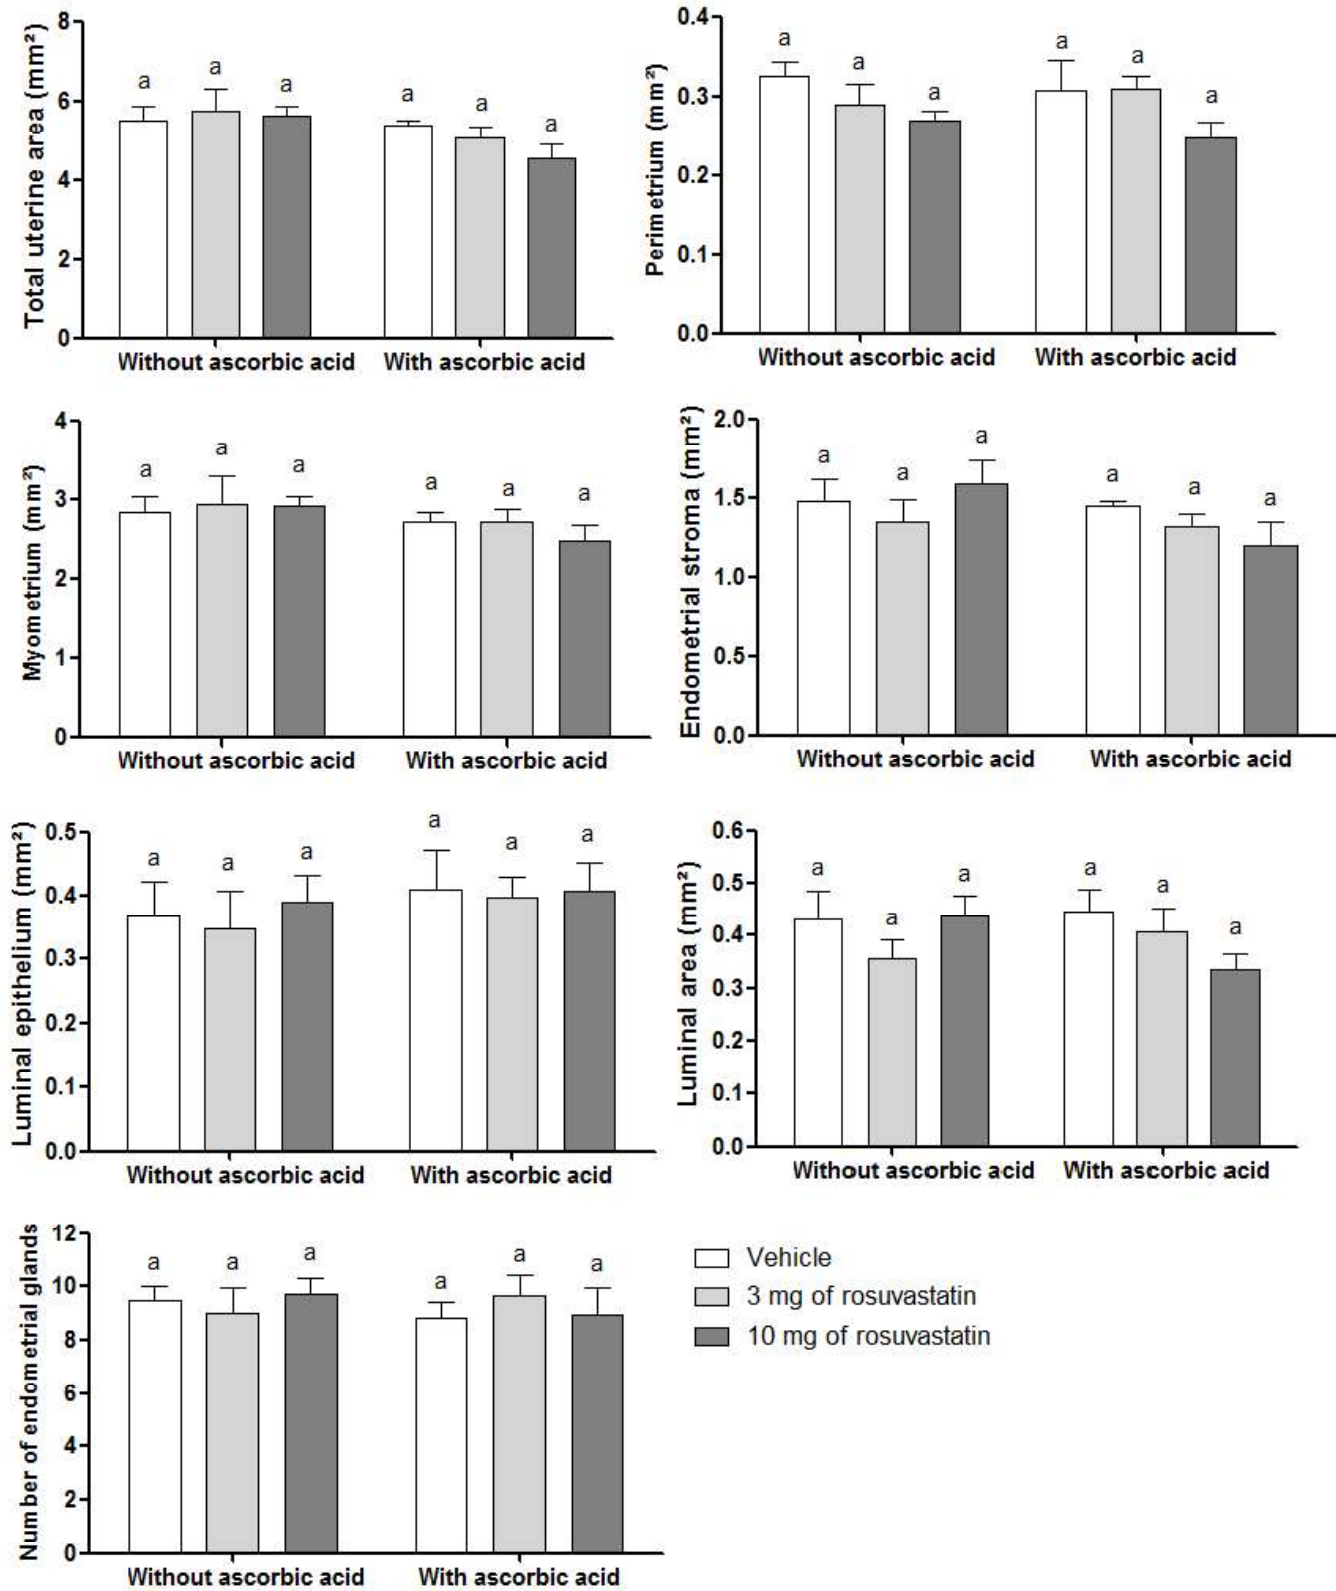 Total uterine area (mm²)
8
6
4
2
0
a a a a a a
Without ascorbic acid With ascorbic acid
Perimetrium (mm²)
0.4
0.3
0.2
0.1
0.0
a a a a a a
Without ascorbic acid With ascorbic acid
Myometrium (mm²)
4
3
2
1
0
a a a a a a
Without ascorbic acid With ascorbic acid
Endometrial stroma (mm²)
2.0
1.5
1.0
0.5
0.0
a a a a a a
Without ascorbic acid With ascorbic acid
Luminal epithelium (mm²)
0.5
0.4
0.3
0.2
0.1
0.0
a a a a a a
Without ascorbic acid With ascorbic acid
Luminal area (mm²)
0.6
0.5
0.4
0.3
0.2
0.1
0.0
a a a a a a
Without ascorbic acid With ascorbic acid
Number of endometrial glands
12
10
8
6
4
2
0
a a a a a a
Without ascorbic acid With ascorbic acid
Vehicle
3 mg of rosuvastatin
10 mg of rosuvastatin